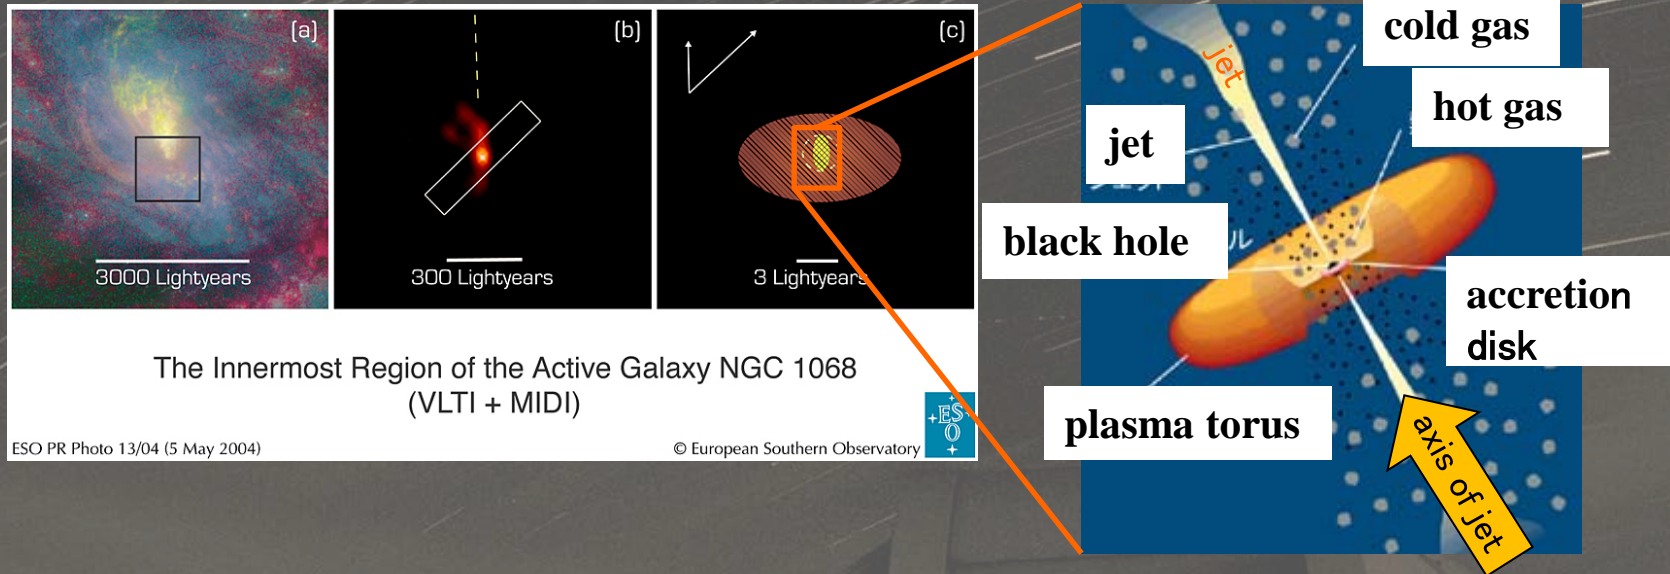 (a)
(b)
(c)
3000 Lightyears
300 Lightyears
3 Lightyears
The Innermost Region of the Active Galaxy NGC 1068
(VLTI + MIDI)
ESO PR Photo 13/04 (5 May 2004)
© European Southern Observatory
ESO
jet
cold gas
hot gas
jet
black hole
ル
accretion
disk
plasma torus
axis of jet